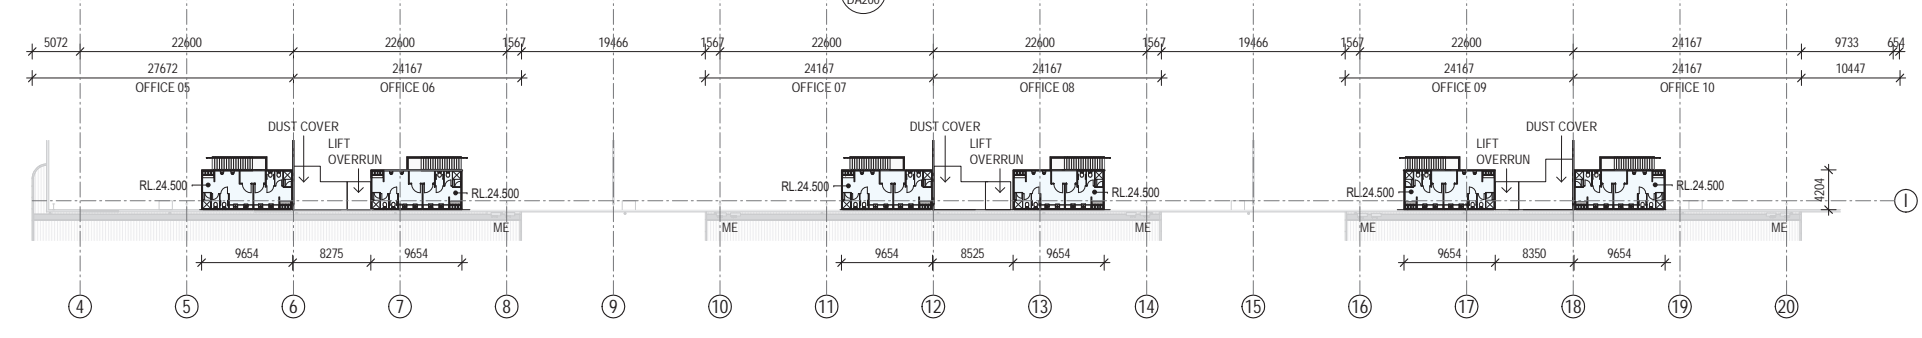 DA200
5072 22600 22600 1567 19466 1567 22600 22600 1567 19466 1567 22600 24167 9733 654
27672 24167 24167 24167 24167 24167 10447
OFFICE 05 OFFICE 06 OFFICE 07 OFFICE 08 OFFICE 09 OFFICE 10
DUST COVER DUST COVER DUST COVER
LIFT LIFT LIFT
OVERRUN OVERRUN OVERRUN
RL.24.500 RL.24.500 RL.24.500 RL.24.500 RL.24.500 RL.24.500
4204
I
ME ME ME ME ME
9654 8275 9654 9654 8525 9654 9654 8350 9654
4 5 6 7 8 9 10 11 12 13 14 15 16 17 18 19 20